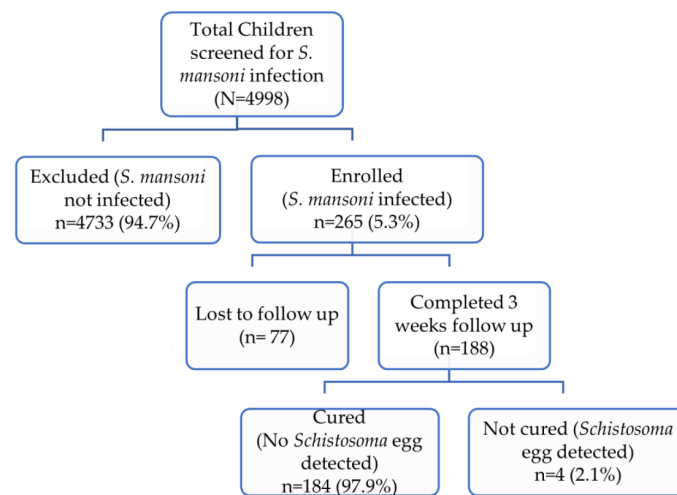 Total Children
screened for S.
mansoni infection
(N=4998)
Excluded (S. mansoni
not infected)
n=4733 (94.7%)
Enrolled
(S. mansoni infected)
n=265 (5.3%)
Lost to follow up
(n= 77)
Completed 3
weeks follow up
(n=188)
Cured
(No Schistosoma egg
detected)
n=184 (97.9%)
Not cured (Schistosoma
egg detected)
n=4 (2.1%)